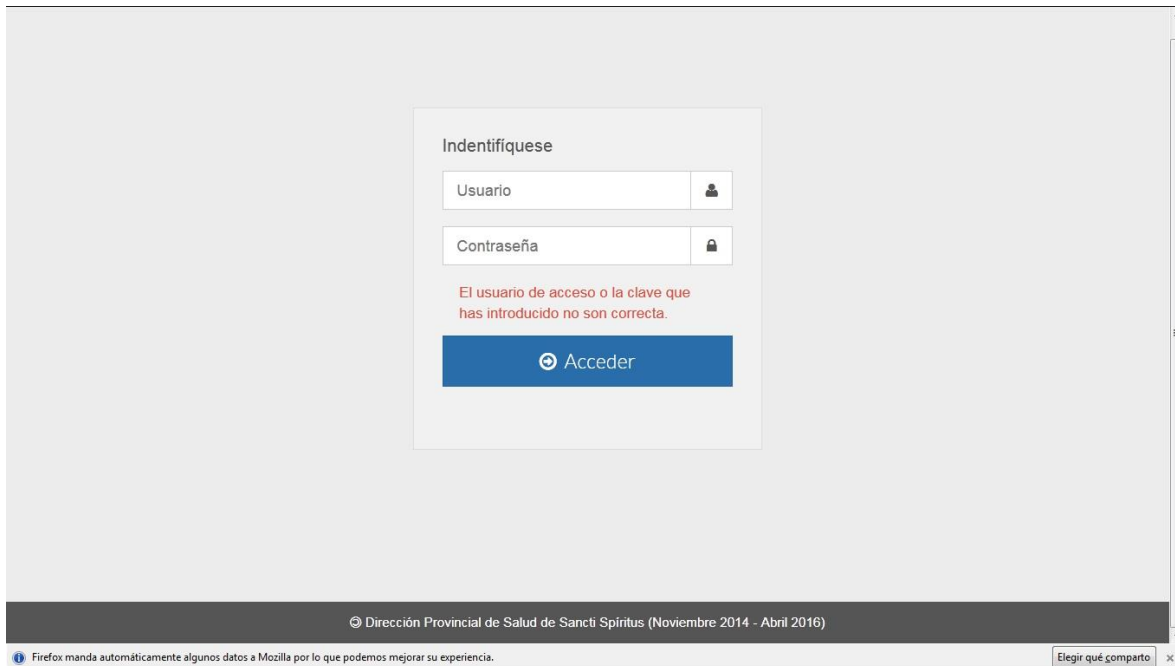 Indentifíquese
Usuario
Contraseña
El usuario de acceso o la clave que
has introducido no son correcta.
Acceder
Dirección Provincial de Salud de Sancti Spíritus (Noviembre 2014 - Abril 2016)
Firefox manda automáticamente algunos datos a Mozilla por lo que podemos mejorar su experiencia.
Elegir qué comparto